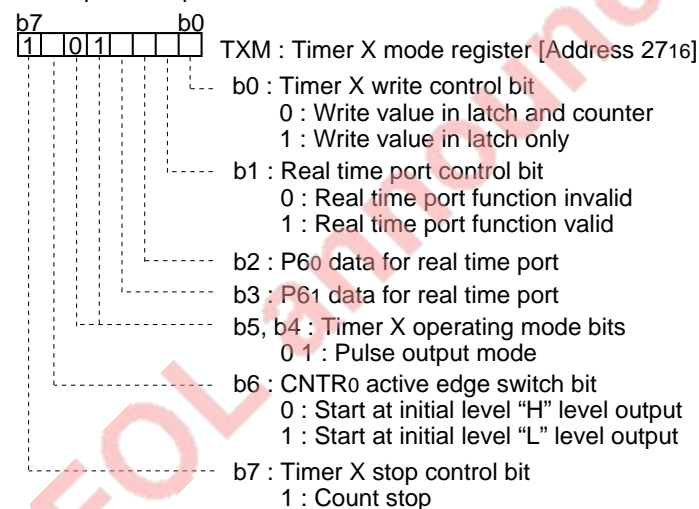 b7 b0
1 0 1 TXM : Timer X mode register [Address 2716]
b0 : Timer X write control bit
0 : Write value in latch and counter
1 : Write value in latch only
b1 : Real time port control bit
0 : Real time port function invalid
1 : Real time port function valid
b2 : P60 data for real time port
b3 : P61 data for real time port
b5, b4 : Timer X operating mode bits
0 1 : Pulse output mode
b6 : CNTR0 active edge switch bit
0 : Start at initial level “H” level output
1 : Start at initial level “L” level output
b7 : Timer X stop control bit
1 : Count stop